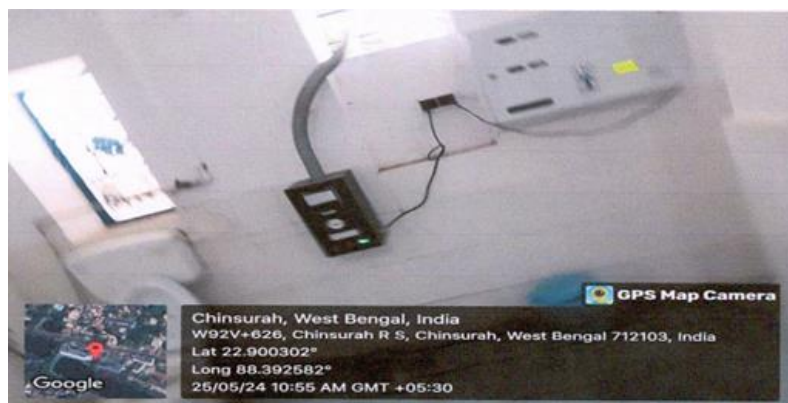 GPS Map Camera
Chinsurah, West Bengal, India
W92V+626, Chinsurah R S, Chinsurah, West Bengal 712103, India
Lat 22.900302°
Long 88.392582°
25/05/24 10:55 AM GMT +05:30
Google